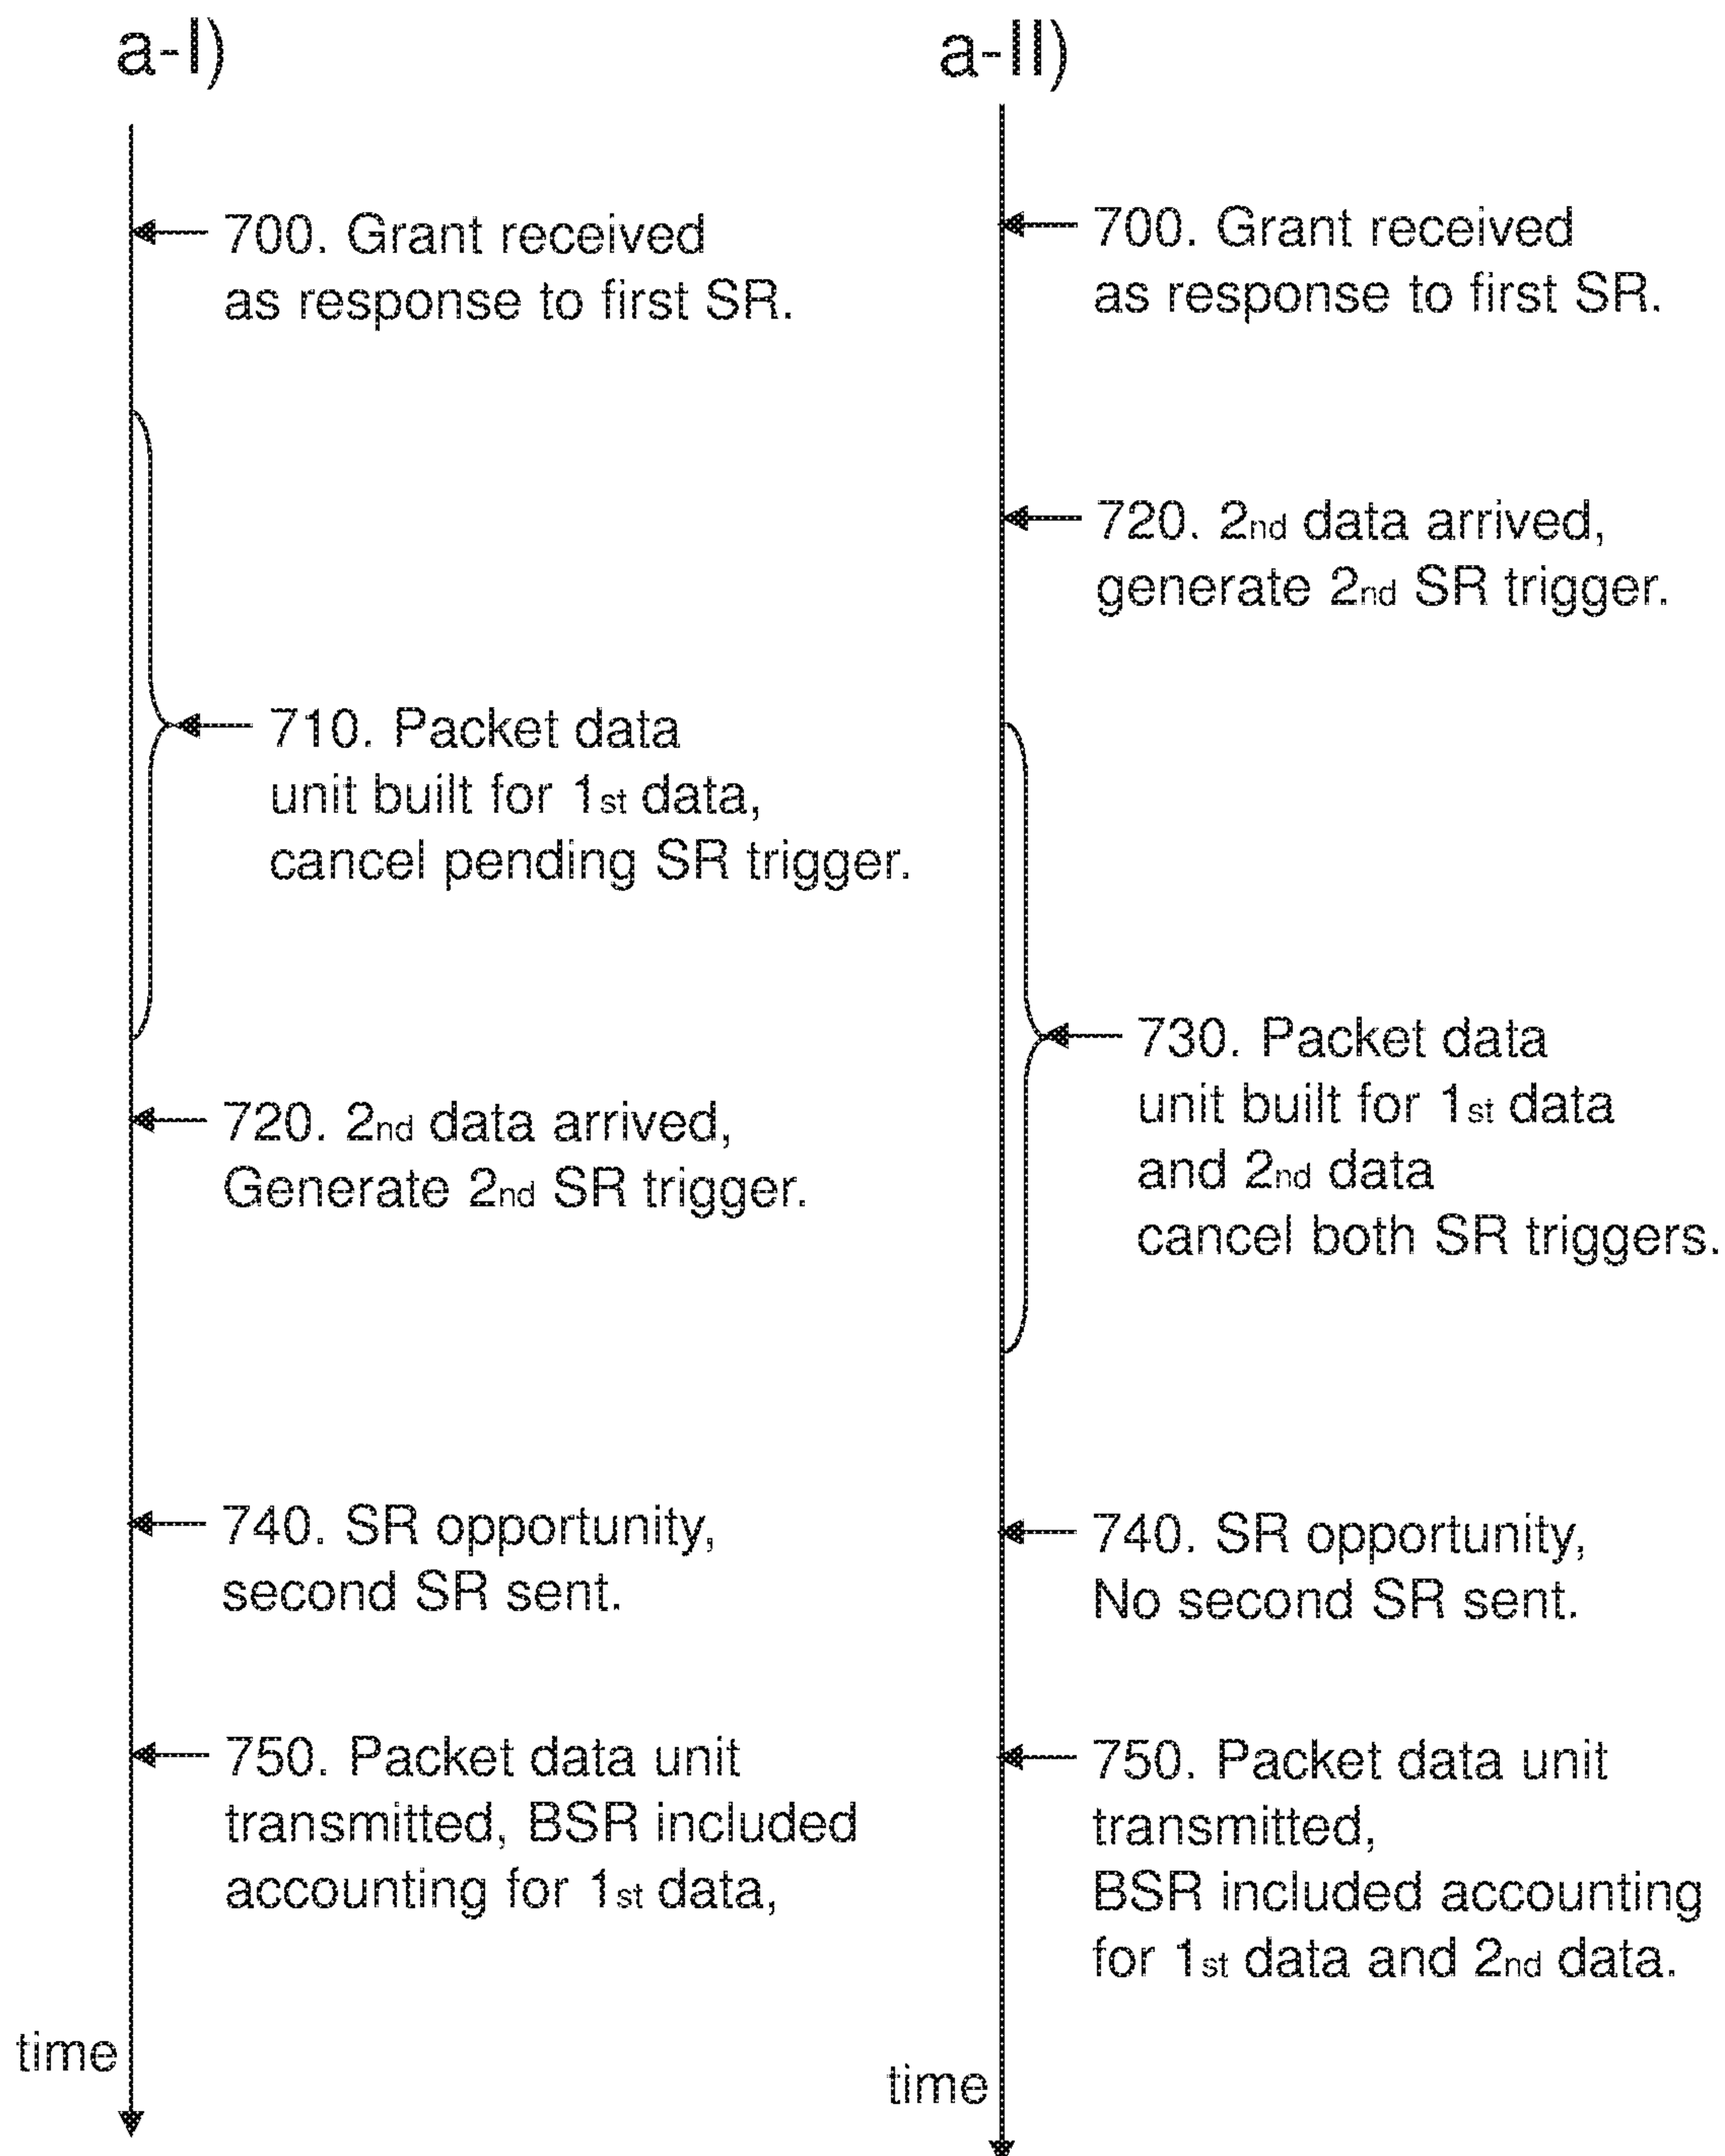 a-I)
700. Grant received
as response to first SR.
710. Packet data
unit built for 1st data,
cancel pending SR trigger.
720. 2nd data arrived,
Generate 2nd SR trigger.
740. SR opportunity,
second SR sent.
750. Packet data unit
transmitted, BSR included
accounting for 1st data,
time
a-II)
700. Grant received
as response to first SR.
720. 2nd data arrived,
generate 2nd SR trigger.
730. Packet data
unit built for 1st data
and 2nd data
cancel both SR triggers.
740. SR opportunity,
No second SR sent.
750. Packet data unit
transmitted,
BSR included accounting
for 1st data and 2nd data.
time